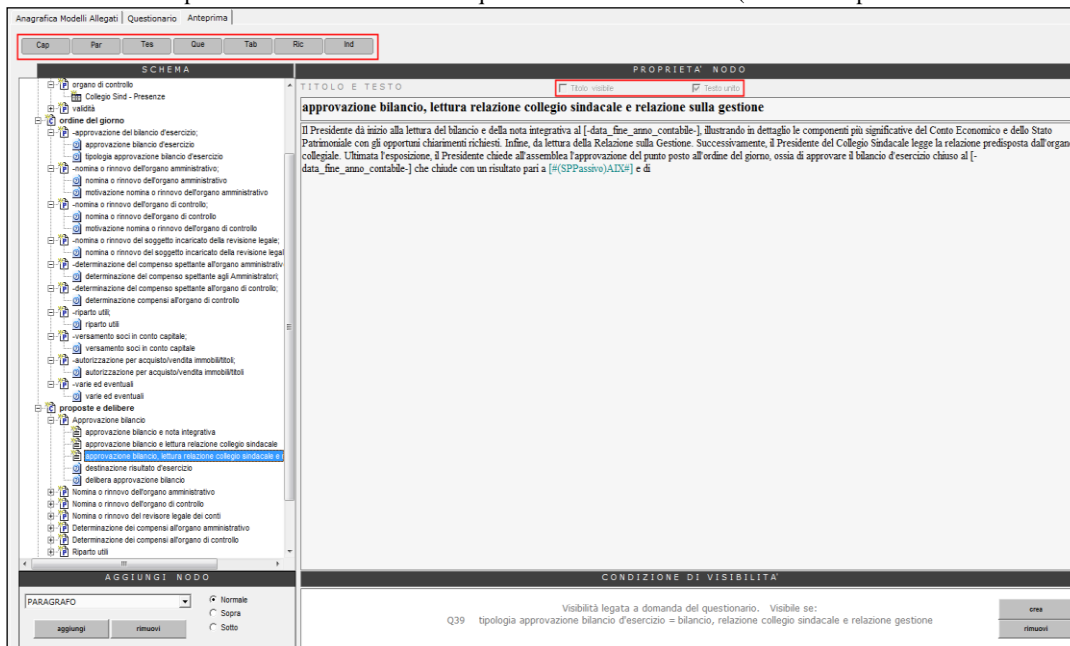 Anagrafica Modelli Allegati Questionario Anteprima
Cap Par Tes Que Tab Ric Ind
SCHEMA
organo di controllo
Collegio Sind - Presenze
validità
ordine del giorno
-approvazione del bilancio d'esercizio;
approvazione bilancio d'esercizio
tipologia approvazione bilancio d'esercizio
-nomina o rinnovo dell'organo amministrativo;
nomina o rinnovo dell'organo amministrativo
motivazione nomina o rinnovo dell'organo amministrativo
-nomina o rinnovo dell'organo di controllo;
nomina o rinnovo dell'organo di controllo
motivazione nomina o rinnovo dell'organo di controllo
-nomina o rinnovo del soggetto incaricato della revisione legale;
nomina o rinnovo del soggetto incaricato della revisione legal
-determinazione del compenso spettante all'organo amministrativ
determinazione del compenso spettante agli Amministratori;
-determinazione del compenso spettante all'organo di controllo;
determinazione compensi all'organo di controllo
-riparto utili;
riparto utili
-versamento soci in conto capitale;
versamento soci in conto capitale
-autorizzazione per acquisto/vendita immobili/titoli;
autorizzazione per acquisto/vendita immobili/titoli
-varie ed eventuali
varie ed eventuali
proposte e delibere
Approvazione bilancio
approvazione bilancio e nota integrativa
approvazione bilancio e lettura relazione collegio sindacale
approvazione bilancio, lettura relazione collegio sindacale e r
destinazione risultato d'esercizio
delibera approvazione bilancio
Nomina o rinnovo dell'organo amministrativo
Nomina o rinnovo dell'organo di controllo
Nomina o rinnovo del revisore legale dei conti
Determinazione dei compensi all'organo amministrativo
Determinazione dei compensi all'organo di controllo
Riparto utili
AGGIUNGI NODO
PARAGRAFO
Normale
Sopra
Sotto
aggiungi rimuovi
PROPRIETA' NODO
TITOLO E TESTO Titolo visibile Testo unito
approvazione bilancio, lettura relazione collegio sindacale e relazione sulla gestione
Il Presidente dà inizio alla lettura del bilancio e della nota integrativa al [-data_fine_anno_contabile-], illustrando in dettaglio le componenti più significative del Conto Economico e dello Stato
Patrimoniale con gli opportuni chiarimenti richiesti. Infine, da lettura della Relazione sulla Gestione. Successivamente, il Presidente del Collegio Sindacale legge la relazione predisposta dall'organo
collegiale. Ultimata l'esposizione, il Presidente chiede all'assemblea l'approvazione del punto posto all'ordine del giorno, ossia di approvare il bilancio d'esercizio chiuso al [-
data_fine_anno_contabile-] che chiude con un risultato pari a [#(SPPassivo)AIX#] e di
CONDIZIONE DI VISIBILITA'
Visibilità legata a domanda del questionario. Visibile se:
Q39 tipologia approvazione bilancio d'esercizio = bilancio, relazione collegio sindacale e relazione gestione
crea
rimuovi